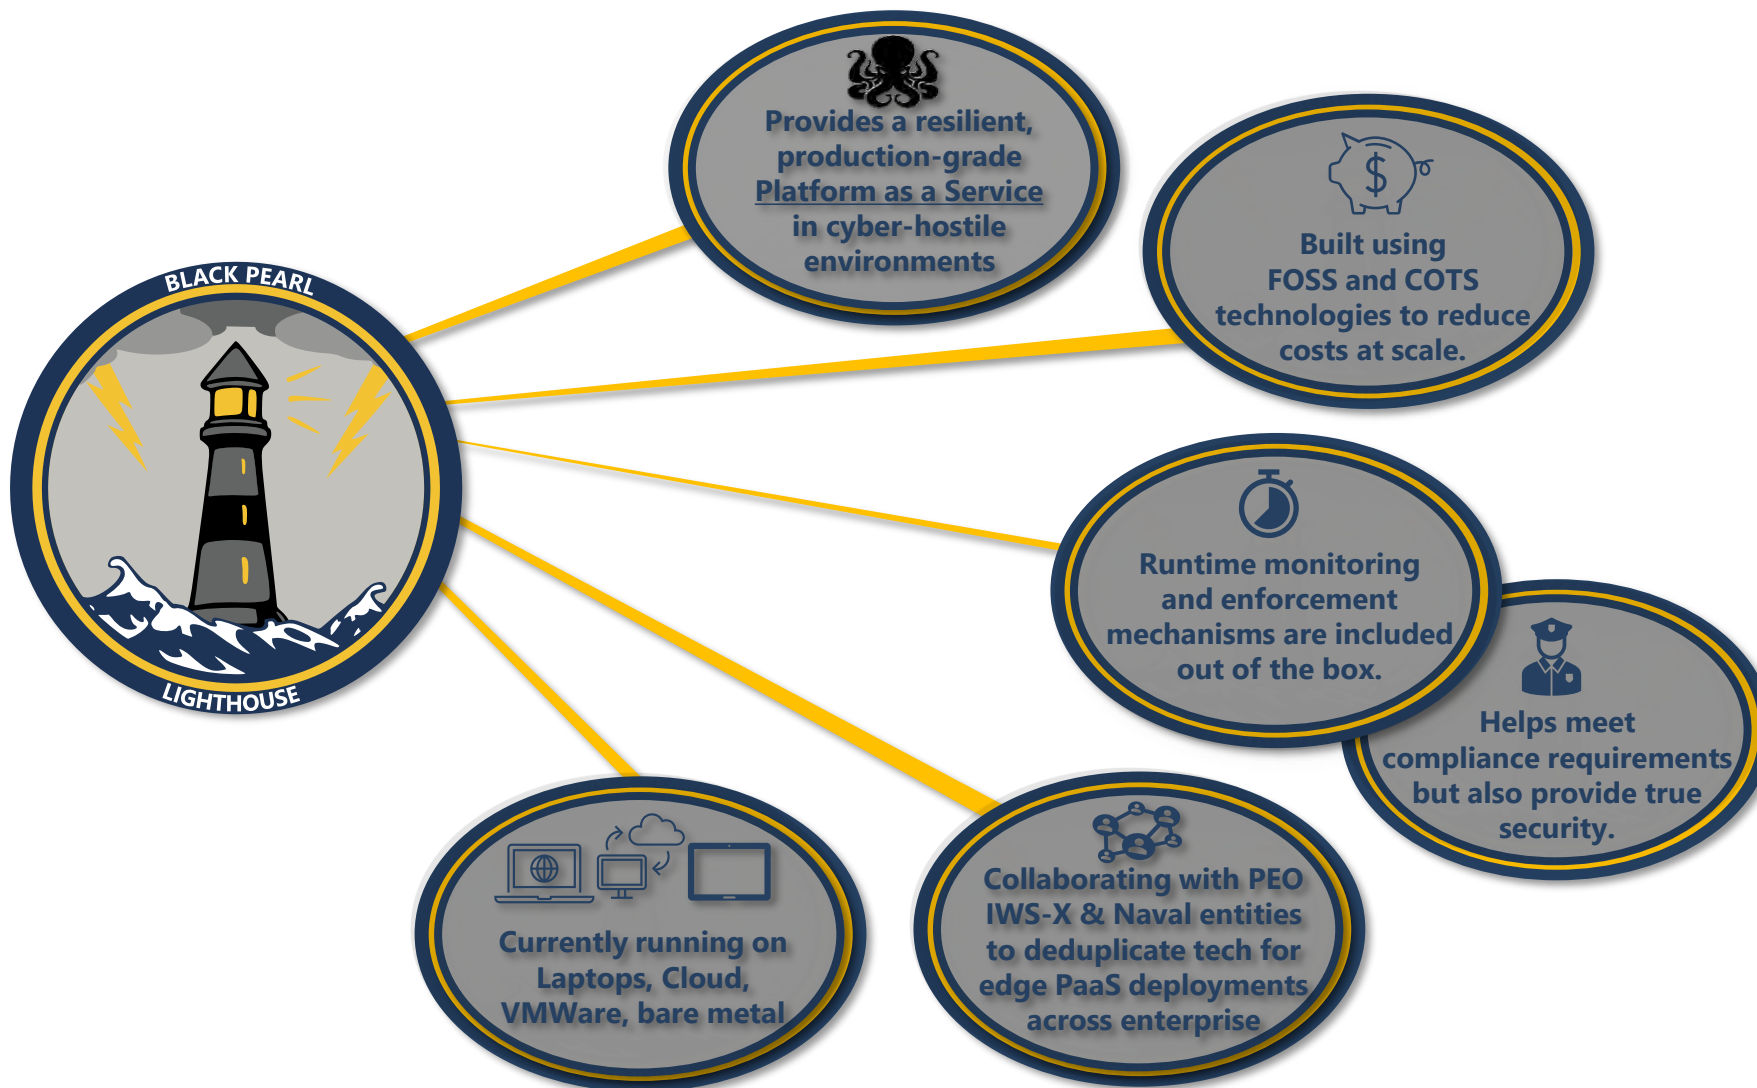 BLACK PEARL
LIGHTHOUSE
Provides a resilient,
production-grade
Platform as a Service
in cyber-hostile
environments
$
Built using
FOSS and COTS
technologies to reduce
costs at scale.
Runtime monitoring
and enforcement
mechanisms are included
out of the box.
Helps meet
compliance requirements
but also provide true
security.
Collaborating with PEO
IWS-X & Naval entities
to deduplicate tech for
edge PaaS deployments
across enterprise
Currently running on
Laptops, Cloud,
VMWare, bare metal